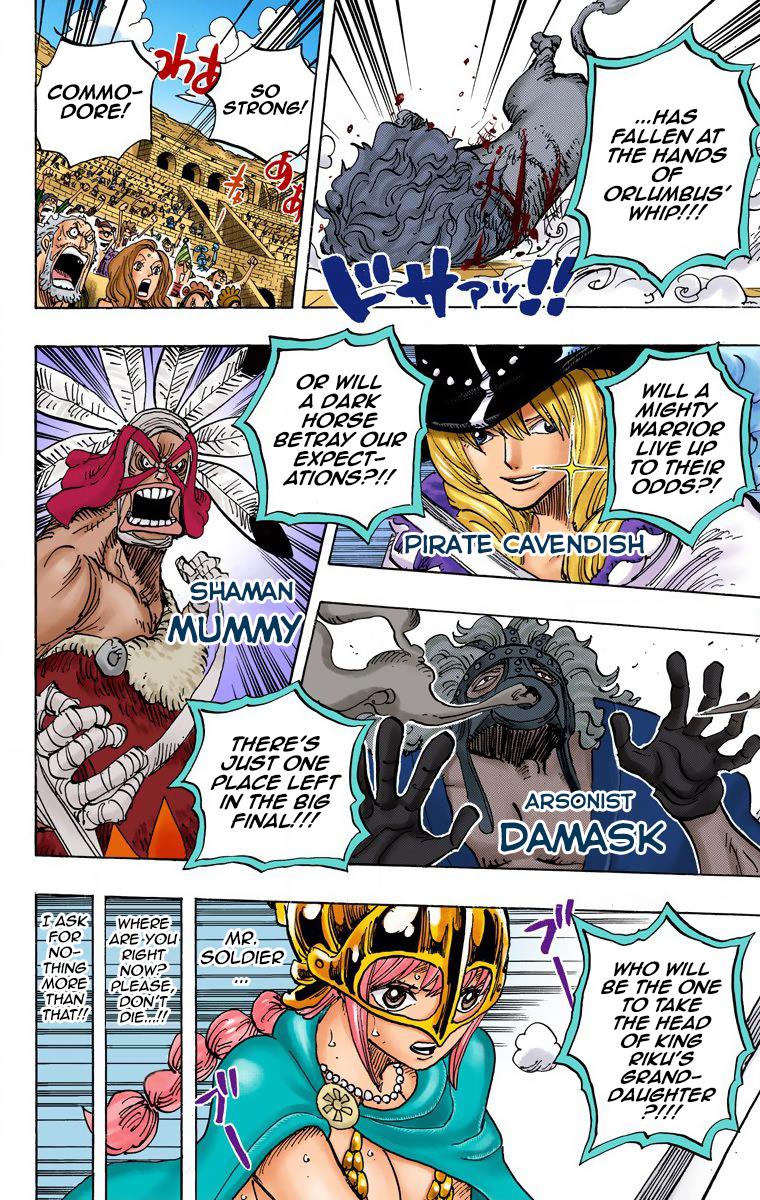 ...HAS
FALLEN AT
THE HANDS
OF
ORLUMBUS'
WHIP!!!
ドサァッ!!
SO
STRONG!
COMMO-
DORE!
わあ
WILL A
MIGHTY
WARRIOR
LIVE UP
TO THEIR
ODDS?!
PIRATE CAVENDISH
OR WILL
A DARK
HORSE
BETRAY OUR
EXPECT-
ATIONS?!!
SHAMAN
MUMMY
ARSONIST
DAMASK
THERE'S
JUST ONE
PLACE LEFT
IN THE BIG
FINAL!!!
WHO WILL
BE THE ONE
TO TAKE
THE HEAD
OF KING
RIKU'S
GRAND-
DAUGHTER
?!!!
MR.
SOLDIER
...
WHERE
ARE YOU
RIGHT
NOW?
PLEASE,
DON'T
DIE...!!
I ASK
FOR
NO-
THING
MORE
THAN
THAT!!